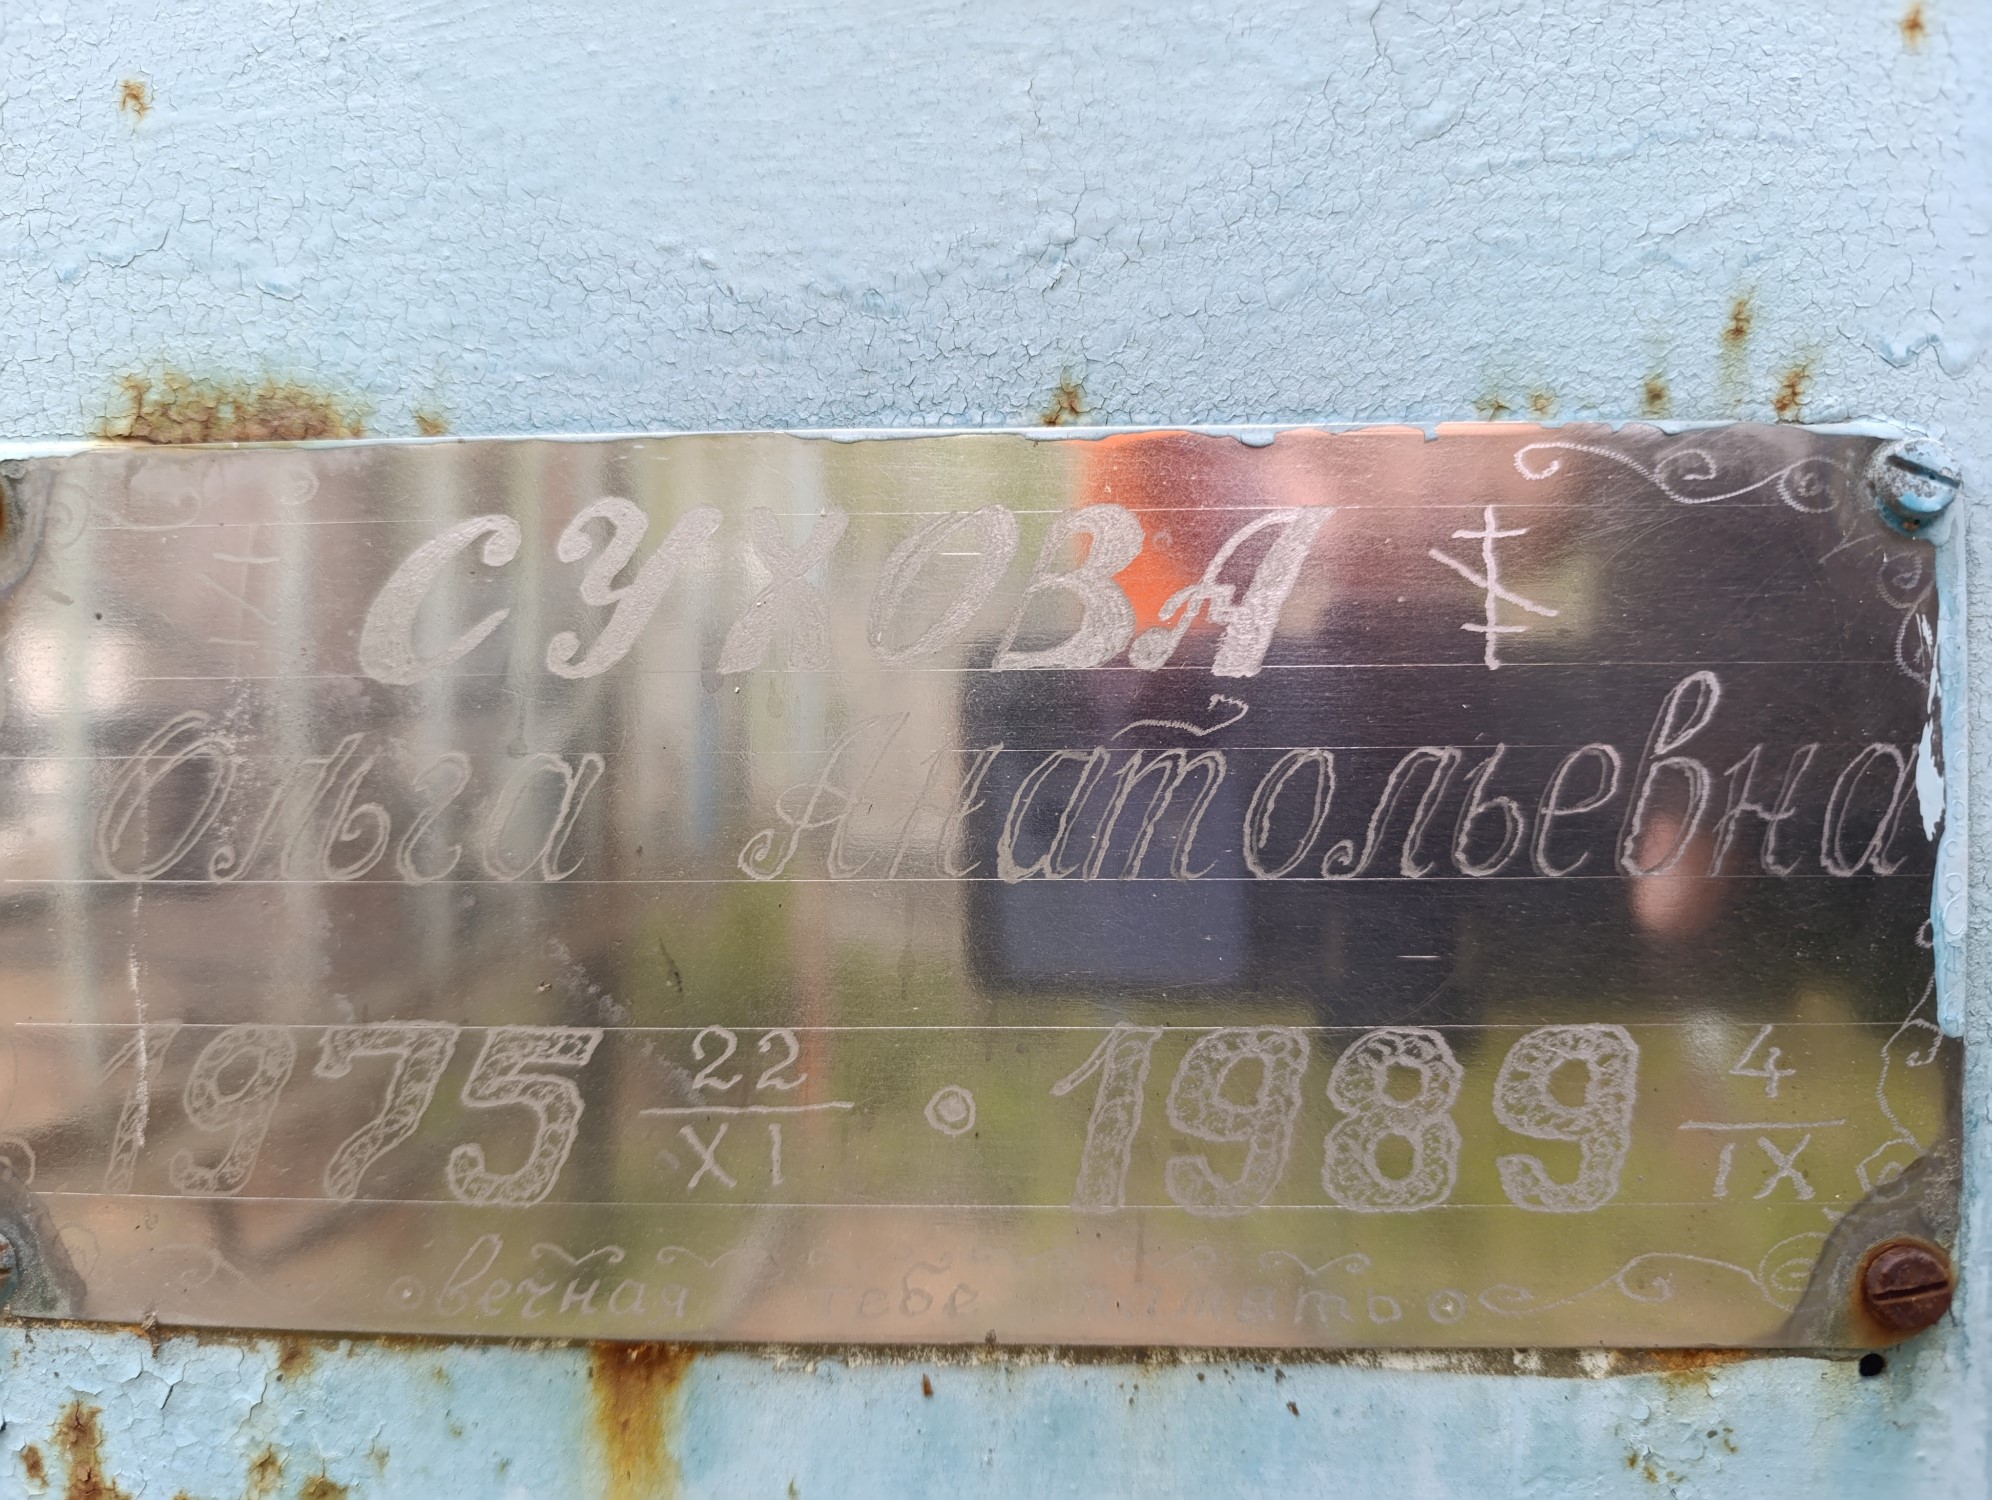 СУХОВА
Ольга Анатольевна
1975 22/XI • 1989 4/IX
вечная тебе память